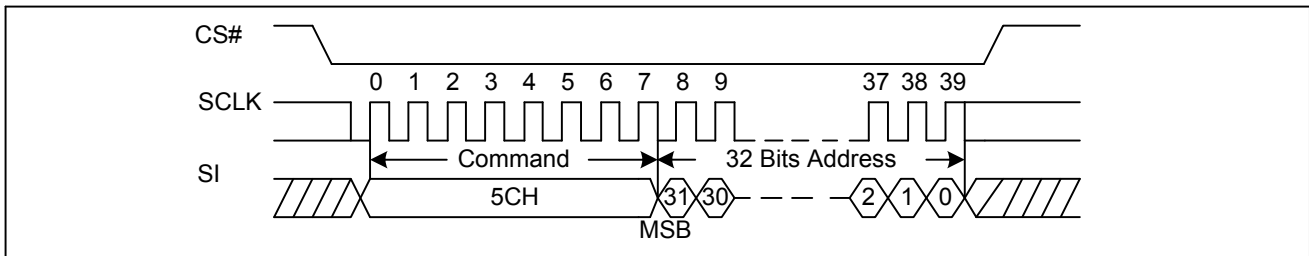 CS#
0 1 2 3 4 5 6 7 8 9 37 38 39
SCLK
Command 32 Bits Address
SI
5CH 31 30 2 1 0
MSB